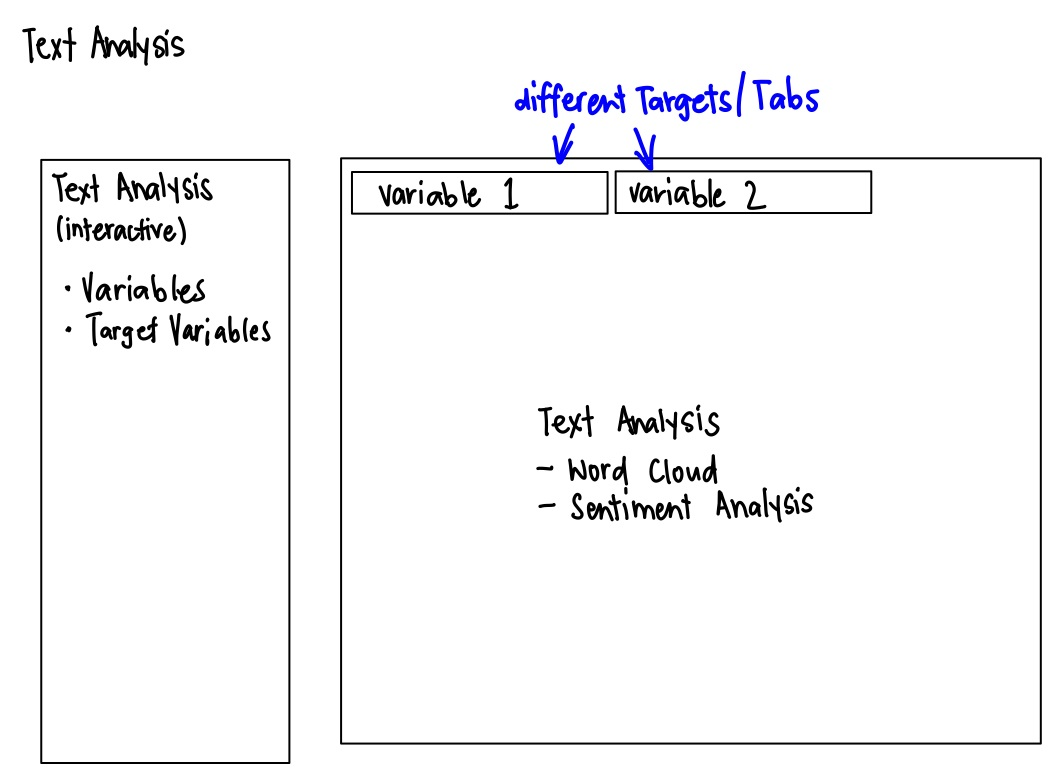 Text Analysis
different Targets/Tabs
Text Analysis
(interactive)
· Variables
· Target Variables
variable 1
variable 2
Text Analysis
- Word Cloud
- Sentiment Analysis